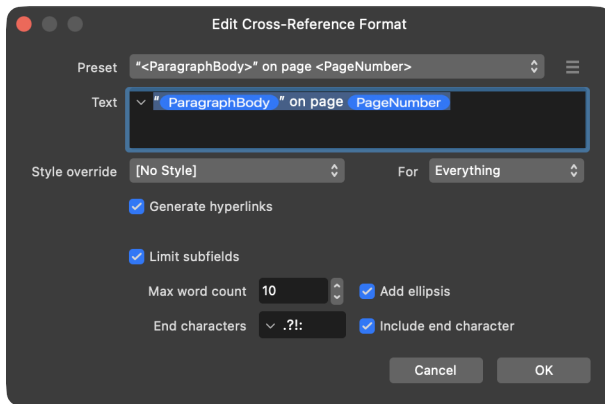 Edit Cross-Reference Format
Preset “<ParagraphBody>” on page <PageNumber>
Text “ ParagraphBody ” on page PageNumber
Style override [No Style] For Everything
Generate hyperlinks
Limit subfields
Max word count 10 Add ellipsis
End characters .?!: Include end character
Cancel OK